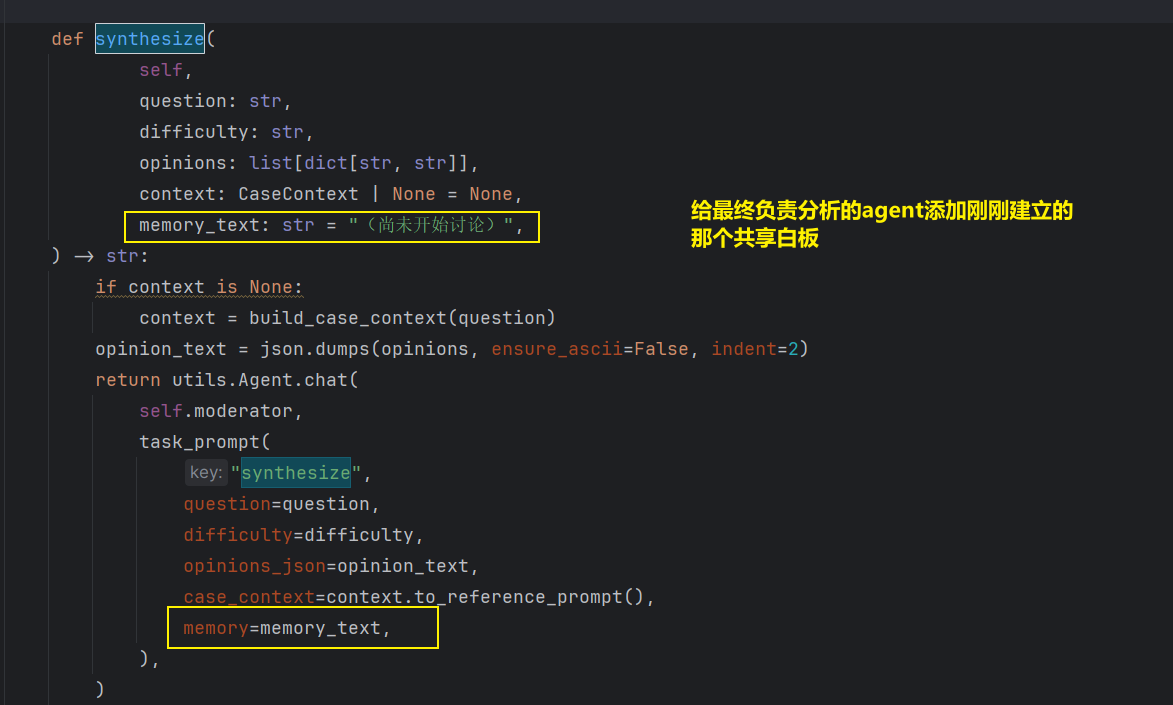 def synthesize(
self,
question: str,
difficulty: str,
opinions: list[dict[str, str]],
context: CaseContext | None = None,
memory_text: str = "（尚未开始讨论）",
给最终负责分析的agent添加刚刚建立的
那个共享白板
) -> str:
if context is None:
context = build_case_context(question)
opinion_text = json.dumps(opinions, ensure_ascii=False, indent=2)
return utils.Agent.chat(
self.moderator,
task_prompt(
key: "synthesize",
question=question,
difficulty=difficulty,
opinions_json=opinion_text,
case_context=context.to_reference_prompt(),
memory=memory_text,
),
)